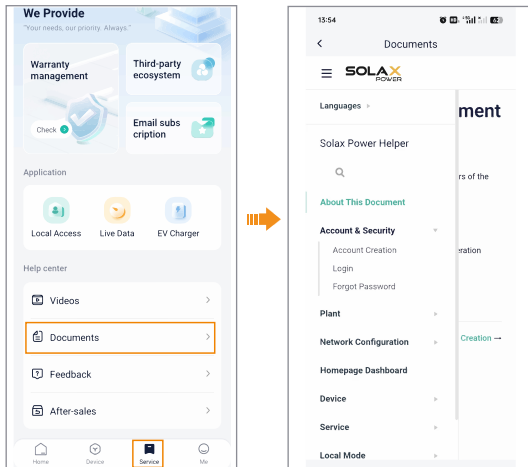 We Provide
"Your needs, our priority. Always."
Warranty
management
Check
Third-party
ecosystem
Email subs
cription
Application
Local Access
Live Data
EV Charger
Help center
Videos
Documents
Feedback
After-sales
Home
Device
Service
Me
13:54
Documents
SOLAX
POWER
Languages
Solax Power Helper
About This Document
Account & Security
Account Creation
Login
Forgot Password
Plant
Network Configuration
Homepage Dashboard
Device
Service
Local Mode
ment
rs of the
eration
Creation →